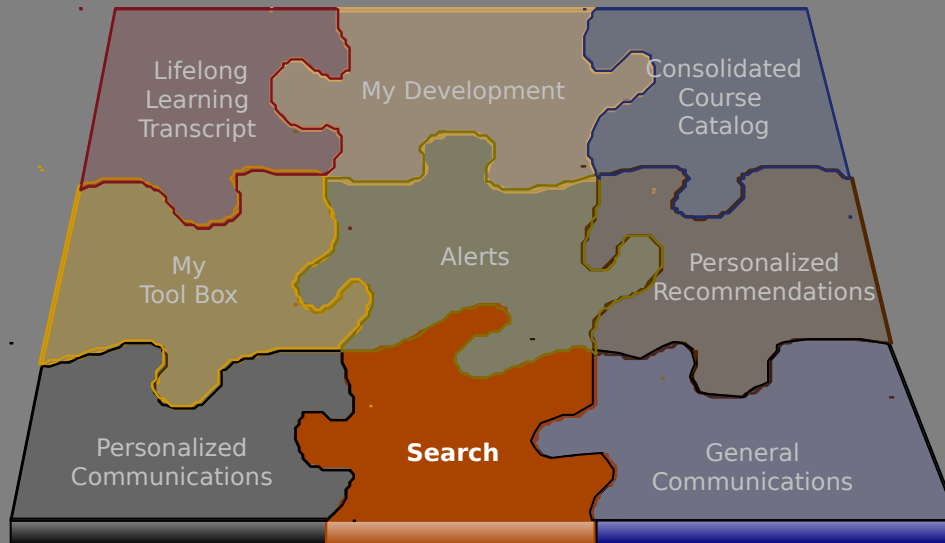 Lifelong
Learning
Transcript
My Development
Consolidated
Course
Catalog
My
Tool Box
Alerts
Personalized
Recommendations
Personalized
Communications
Search
General
Communications